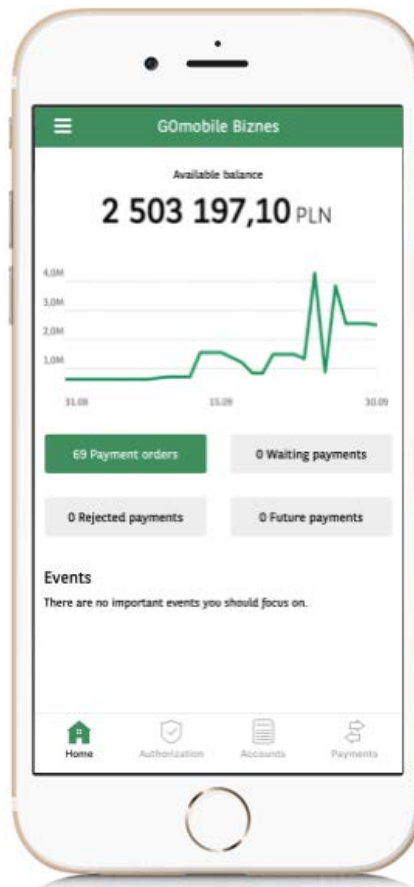 GOmobile Biznes
Available balance
2 503 197,10 PLN
4,0M
3,0M
2,0M
1,0M
31.08 15.09 30.09
69 Payment orders 0 Waiting payments
0 Rejected payments 0 Future payments
Events
There are no important events you should focus on.
Home Authorization Accounts Payments